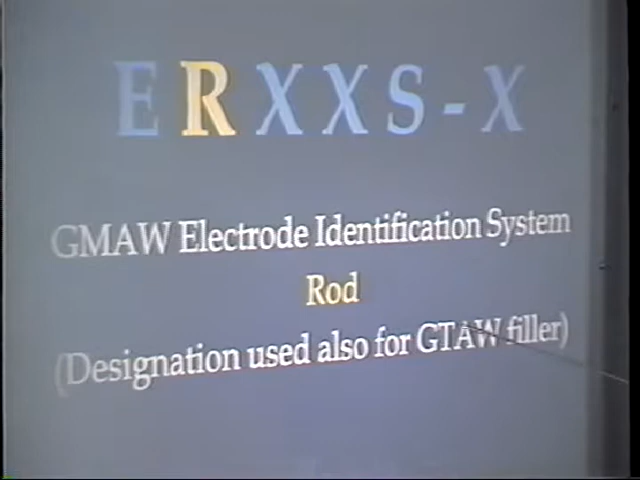 ERXXS-X
GMAW Electrode Identification System
Rod
(Designation used also for GTAW filler)